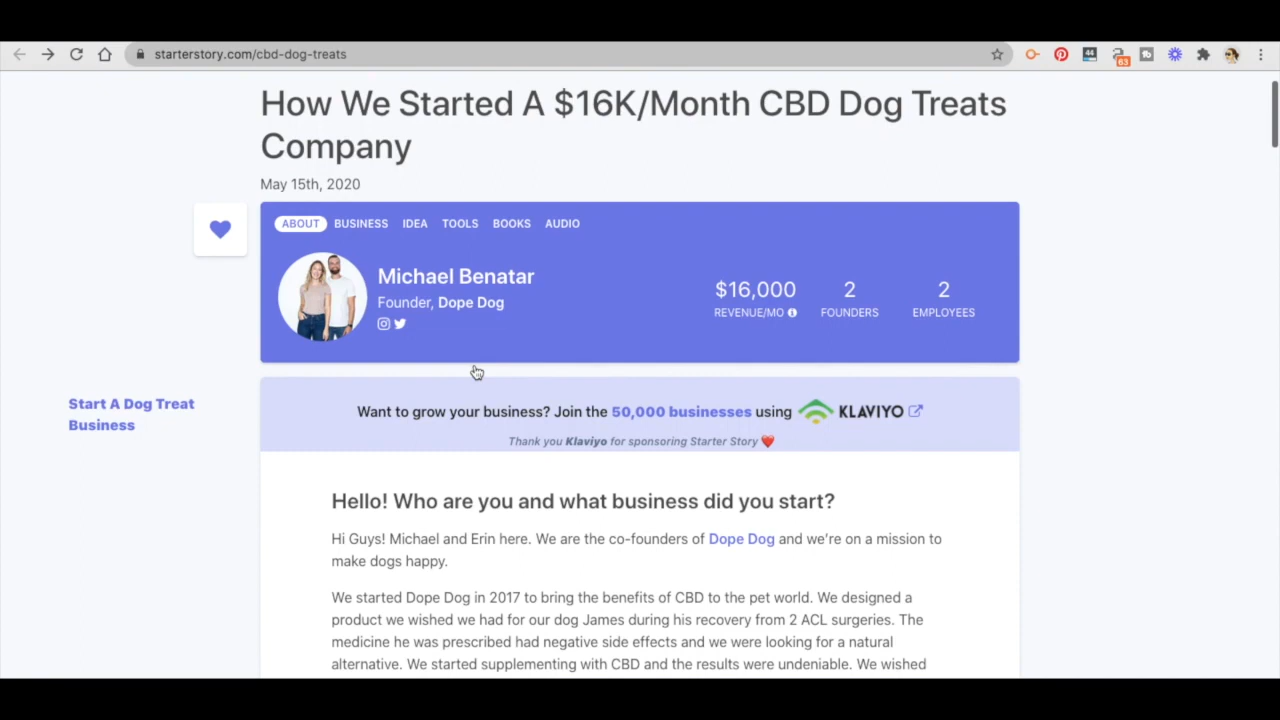 starterstory.com/cbd-dog-treats
44
63
How We Started A $16K/Month CBD Dog Treats
Company
May 15th, 2020
ABOUT BUSINESS IDEA TOOLS BOOKS AUDIO
Michael Benatar
Founder, Dope Dog
$16,000 2 2
REVENUE/MO FOUNDERS EMPLOYEES
Start A Dog Treat
Business
Want to grow your business? Join the 50,000 businesses using KLAVIYO
Thank you Klaviyo for sponsoring Starter Story ❤️
Hello! Who are you and what business did you start?
Hi Guys! Michael and Erin here. We are the co-founders of Dope Dog and we're on a mission to
make dogs happy.
We started Dope Dog in 2017 to bring the benefits of CBD to the pet world. We designed a
product we wished we had for our dog James during his recovery from 2 ACL surgeries. The
medicine he was prescribed had negative side effects and we were looking for a natural
alternative. We started supplementing with CBD and the results were undeniable. We wished